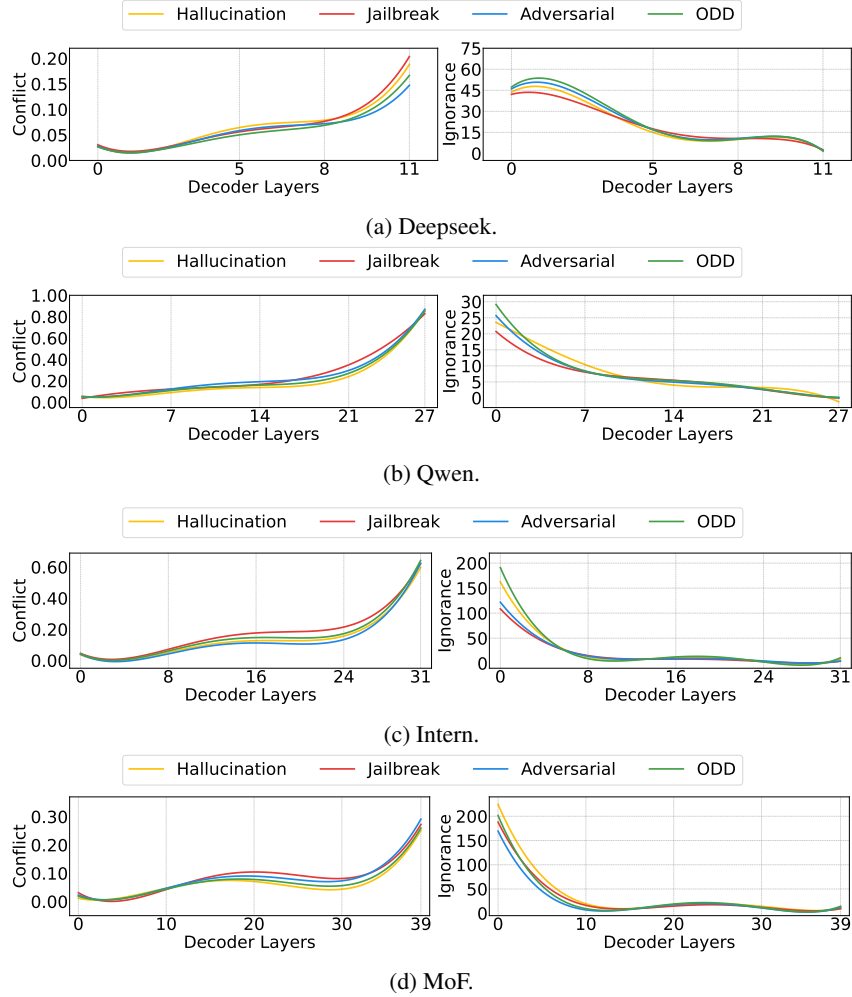 Hallucination Jailbreak Adversarial ODD
0.20
0.15
0.10
0.05
0.00
Conflict
0 5 8 11
Decoder Layers
75
60
45
30
15
0
Ignorance
0 5 8 11
Decoder Layers
(a) Deepseek.
Hallucination Jailbreak Adversarial ODD
1.00
0.80
0.60
0.40
0.20
0.00
Conflict
0 7 14 21 27
Decoder Layers
30
25
20
15
10
5
0
Ignorance
0 7 14 21 27
Decoder Layers
(b) Qwen.
Hallucination Jailbreak Adversarial ODD
0.60
0.40
0.20
0.00
Conflict
0 8 16 24 31
Decoder Layers
200
150
100
50
0
Ignorance
0 8 16 24 31
Decoder Layers
(c) Intern.
Hallucination Jailbreak Adversarial ODD
0.30
0.20
0.10
0.00
Conflict
0 10 20 30 39
Decoder Layers
200
150
100
50
0
Ignorance
0 10 20 30 39
Decoder Layers
(d) MoF.